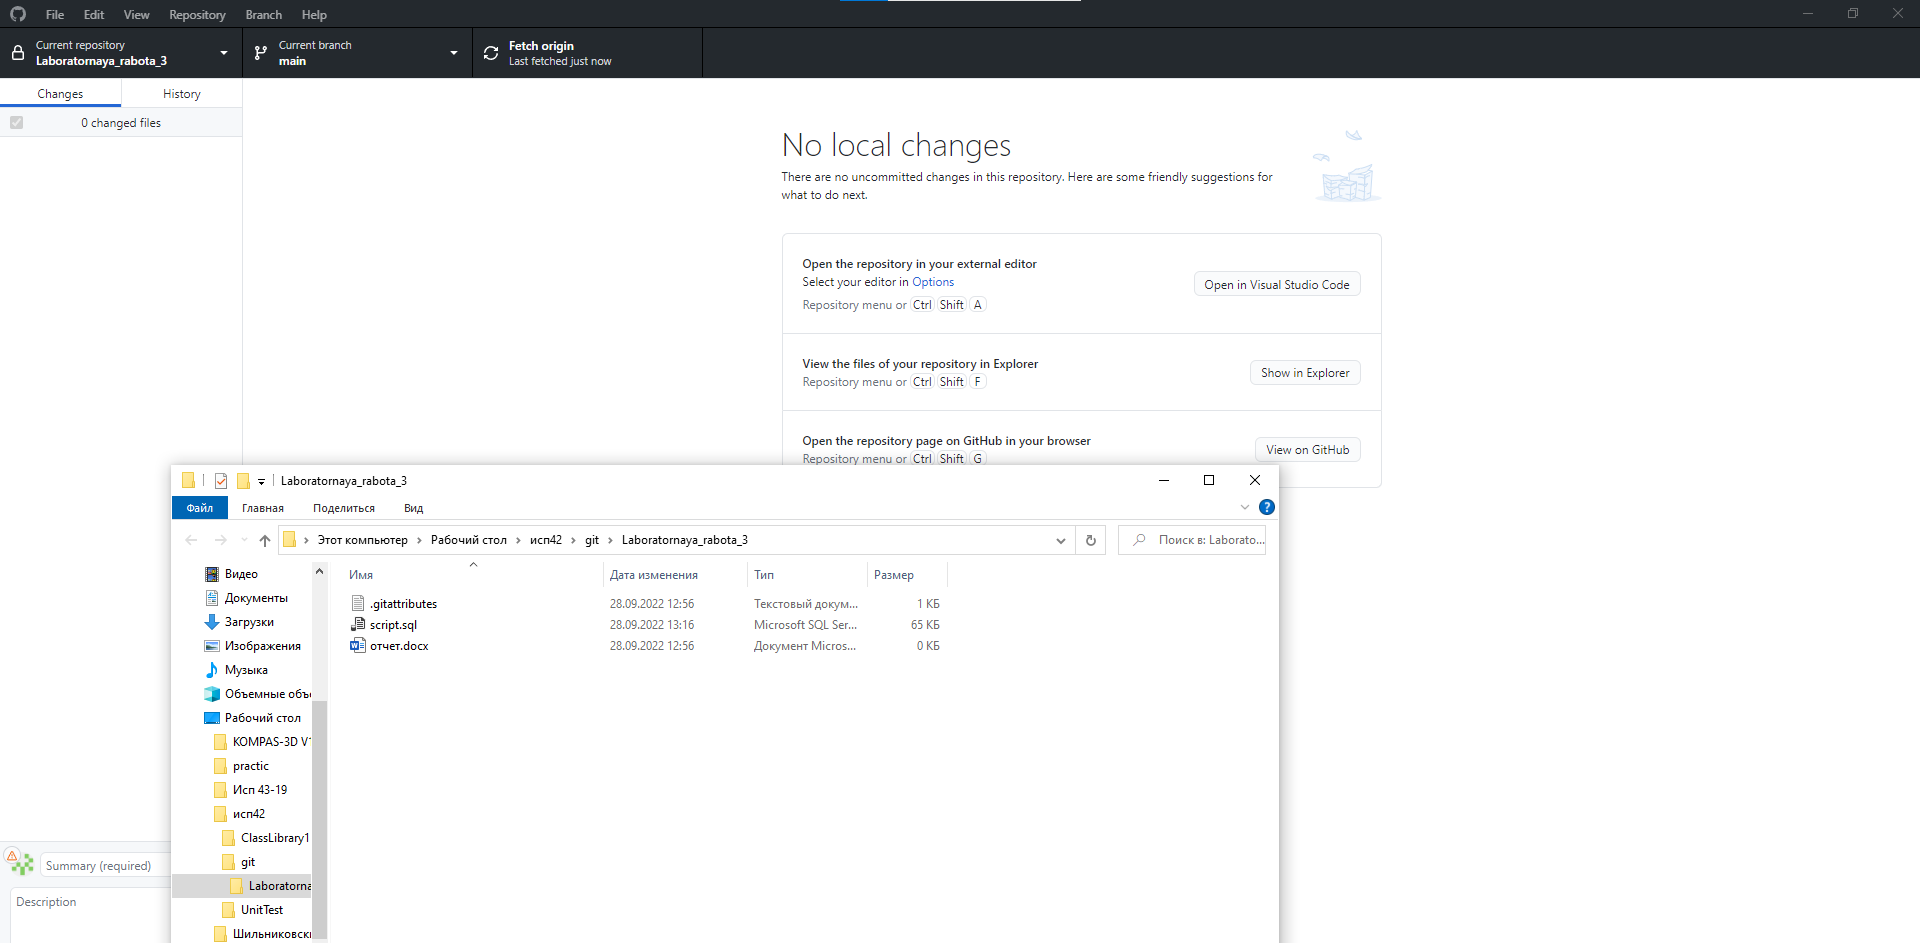 File Edit View Repository Branch Help
Current repository
Laboratornaya_rabota_3
Current branch
main
Fetch origin
Last fetched just now
Changes History
0 changed files
No local changes
There are no uncommitted changes in this repository. Here are some friendly suggestions for
what to do next.
Open the repository in your external editor
Select your editor in Options
Repository menu or Ctrl Shift A
Open in Visual Studio Code
View the files of your repository in Explorer
Repository menu or Ctrl Shift F
Show in Explorer
Open the repository page on GitHub in your browser
Repository menu or Ctrl Shift G
View on GitHub
Laboratornaya_rabota_3
Файл Главная Поделиться Вид
Этот компьютер › Рабочий стол › исп42 › git › Laboratornaya_rabota_3
Поиск в: Laborato...
Видео
Документы
Загрузки
Изображения
Музыка
Объемные объе
Рабочий стол
KOMPAS-3D V1
practic
Исп 43-19
исп42
ClassLibrary1
git
Laboratorna
UnitTest
Шильниковски
Имя Дата изменения Тип Размер
.gitattributes 28.09.2022 12:56 Текстовый докум... 1 КБ
script.sql 28.09.2022 13:16 Microsoft SQL Ser... 65 КБ
отчет.docx 28.09.2022 12:56 Документ Micros... 0 КБ
Summary (required)
Description